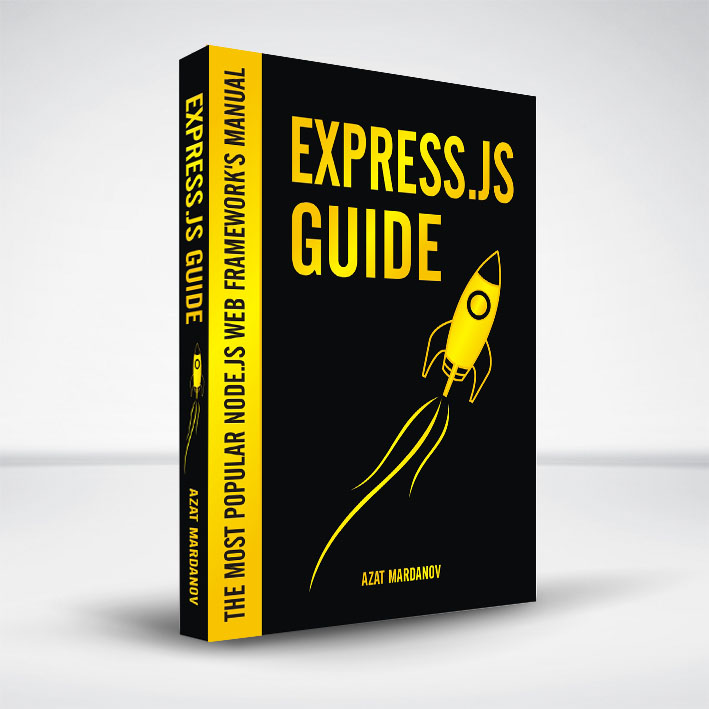 EXPRESS.JS GUIDE
AZAT MARDANOV
THE MOST POPULAR NODE.JS WEB FRAMEWORK'S MANUAL
EXPRESS.JS
GUIDE
AZAT MARDANOV